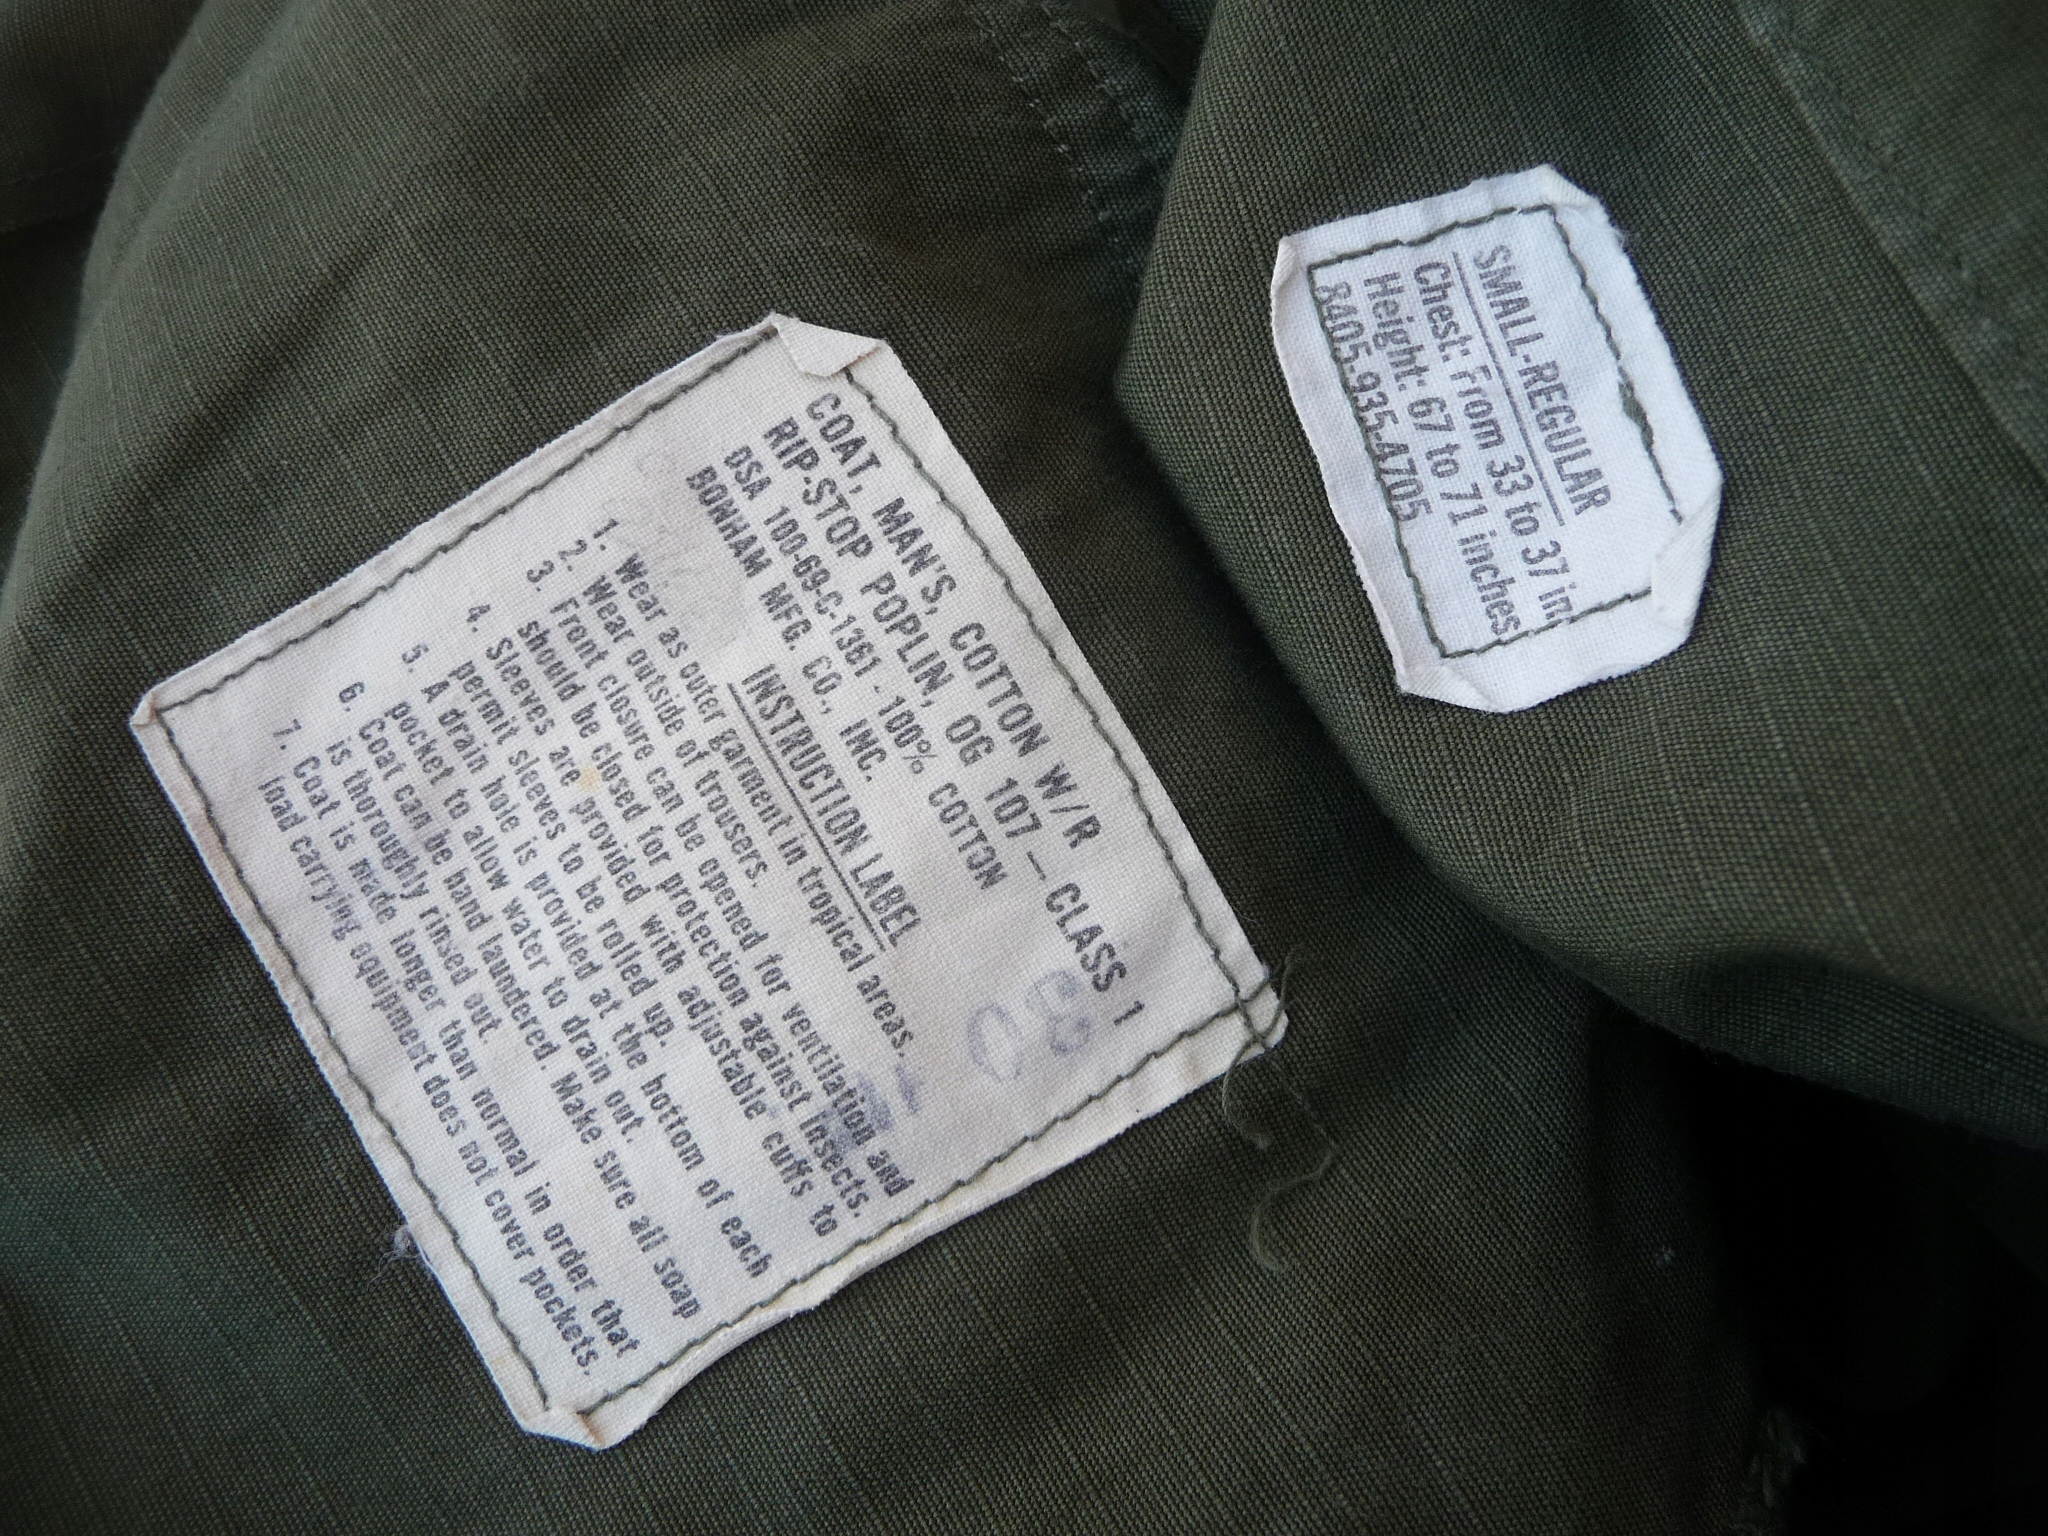 COAT, MAN'S, COTTON W/R
RIP-STOP POPLIN, OG 107 — CLASS 1
DSA 100-69-C-1361 - 100% COTTON
BONHAM MFG. CO., INC.
INSTRUCTION LABEL
1. Wear as outer garment in tropical areas.
2. Wear outside of trousers.
3. Front closure can be opened for ventilation and
should be closed for protection against insects.
4. Sleeves are provided with adjustable cuffs to
permit sleeves to be rolled up.
5. A drain hole is provided at the bottom of each
pocket to allow water to drain out.
6. Coat can be hand laundered. Make sure all soap
is thoroughly rinsed out.
7. Coat is made longer than normal in order that
load carrying equipment does not cover pockets.
SMALL-REGULAR
Chest: From 33 to 37 in.
Height: 67 to 71 inches
8405-935-4705